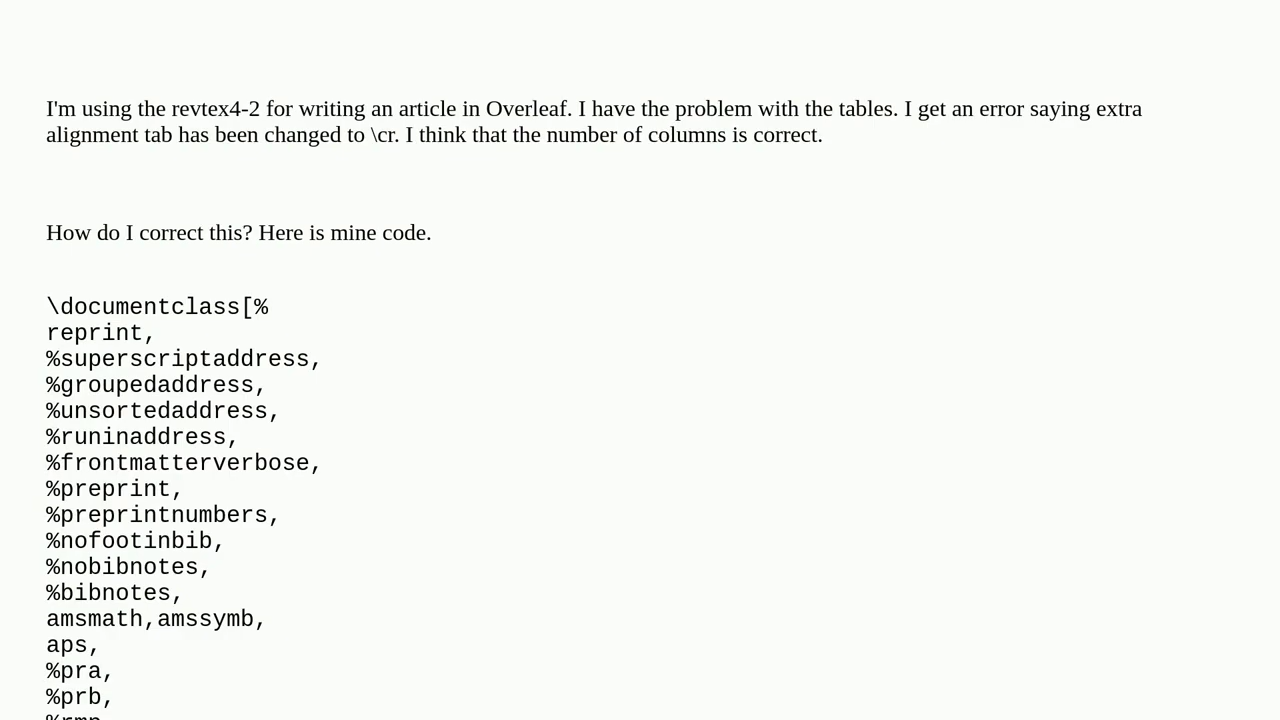 I'm using the revtex4-2 for writing an article in Overleaf. I have the problem with the tables. I get an error saying extra
alignment tab has been changed to \cr. I think that the number of columns is correct.
How do I correct this? Here is mine code.
\documentclass[%
reprint,
%superscriptaddress,
%groupedaddress,
%unsortedaddress,
%runinaddress,
%frontmatterverbose,
%preprint,
%preprintnumbers,
%nofootinbib,
%nobibnotes,
%bibnotes,
amsmath,amssymb,
aps,
%pra,
%prb,